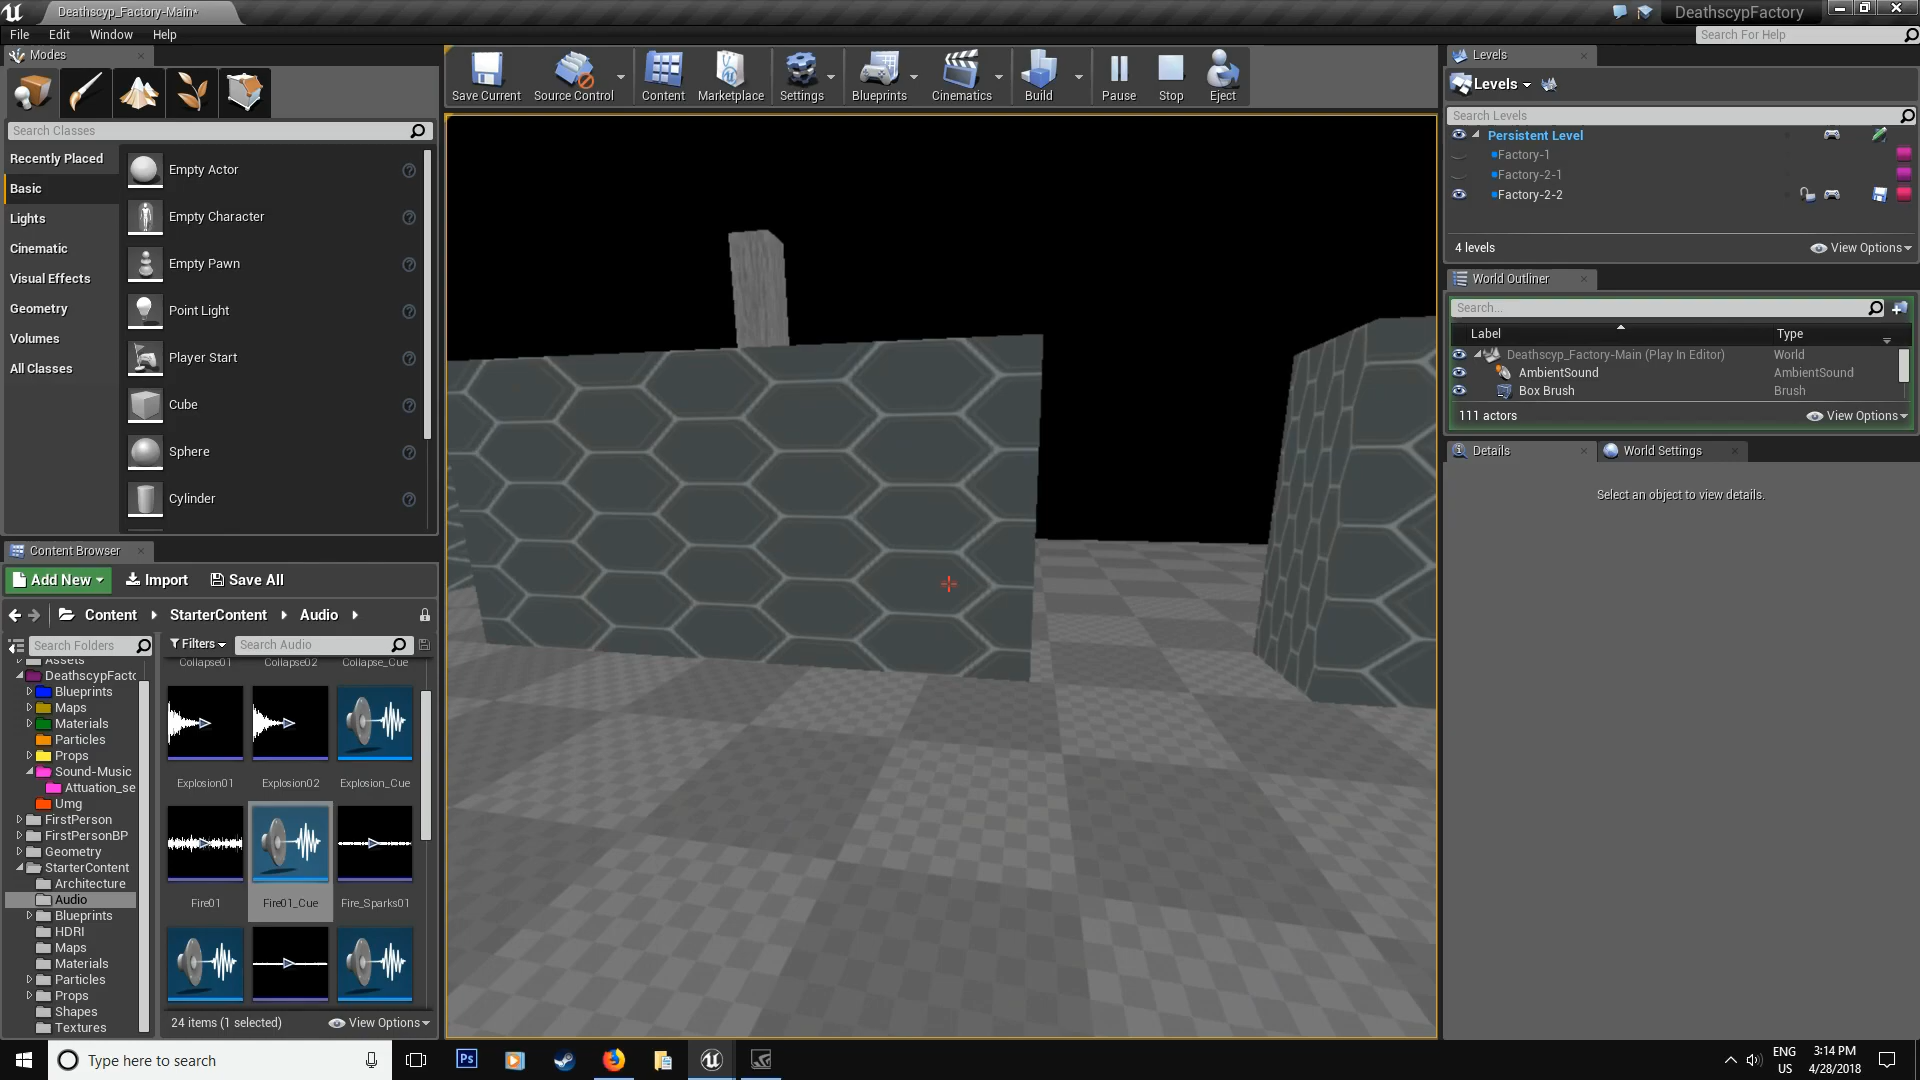 Deathscyp_Factory-Main*
DeathscypFactory
File Edit Window Help
Search For Help
Modes
Search Classes
Recently Placed
Basic
Lights
Cinematic
Visual Effects
Geometry
Volumes
All Classes
Empty Actor
Empty Character
Empty Pawn
Point Light
Player Start
Cube
Sphere
Cylinder
Save Current
Source Control
Content
Marketplace
Settings
Blueprints
Cinematics
Build
Pause
Stop
Eject
Levels
Levels
Search Levels
Persistent Level
Factory-1
Factory-2-1
Factory-2-2
4 levels
View Options
World Outliner
Search...
Label Type
Deathscyp_Factory-Main (Play In Editor) World
AmbientSound AmbientSound
Box Brush Brush
111 actors
View Options
Details
World Settings
Select an object to view details.
Content Browser
Add New Import Save All
Content StarterContent Audio
Search Folders
Filters
Search Audio
Assets
DeathscypFactc
Blueprints
Maps
Materials
Particles
Props
Sound-Music
Attuation_se
Umg
FirstPerson
FirstPersonBP
Geometry
StarterContent
Architecture
Audio
Blueprints
HDRI
Maps
Materials
Particles
Props
Shapes
Textures
Collapse01 Collapse02 Collapse_Cue
Explosion01 Explosion02 Explosion_Cue
Fire01 Fire01_Cue Fire_Sparks01
24 items (1 selected)
View Options
Type here to search
Ps
ENG
US
3:14 PM
4/28/2018